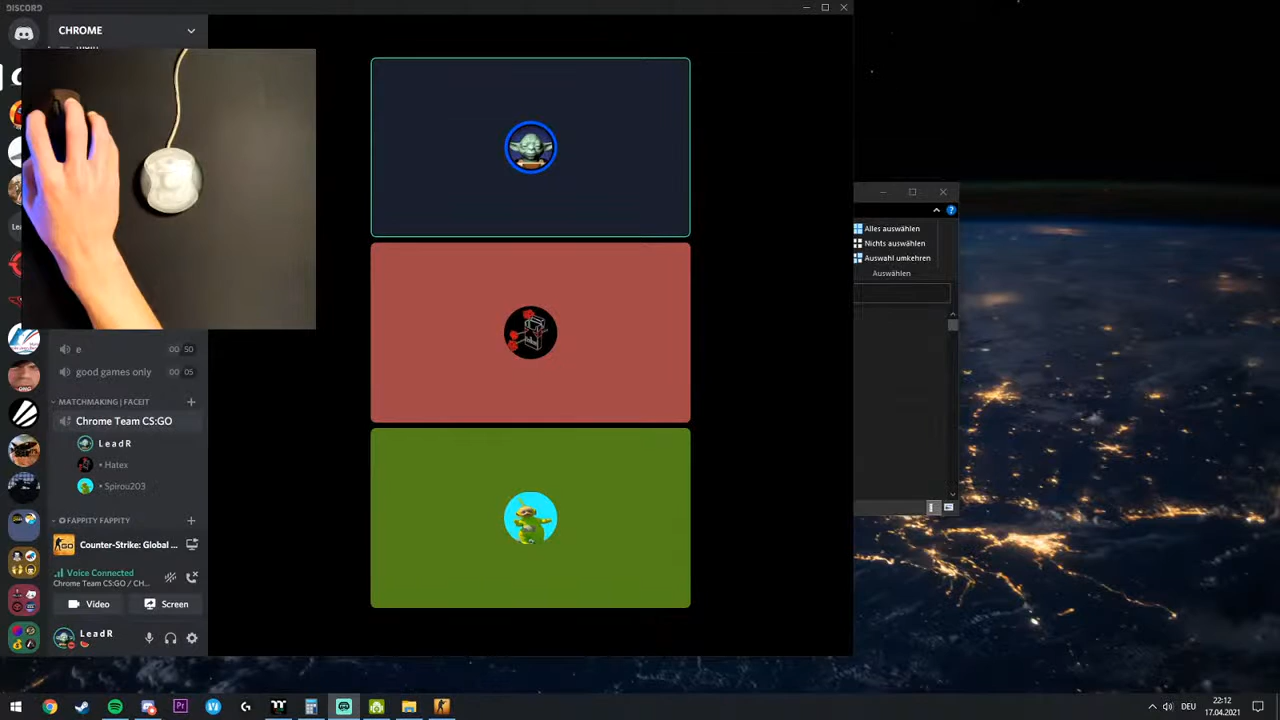 DISCORD
CHROME
e
00 50
good games only
00 05
MATCHMAKING | FACEIT
Chrome Team CS:GO
LeadR
• Hatex
• Spirou203
FAPPITY FAPPITY
Counter-Strike: Global ...
Voice Connected
Chrome Team CS:GO / CH...
Video
Screen
LeadR
Alles auswählen
Nichts auswählen
Auswahl umkehren
Auswählen
DEU
22:12
17.04.2021